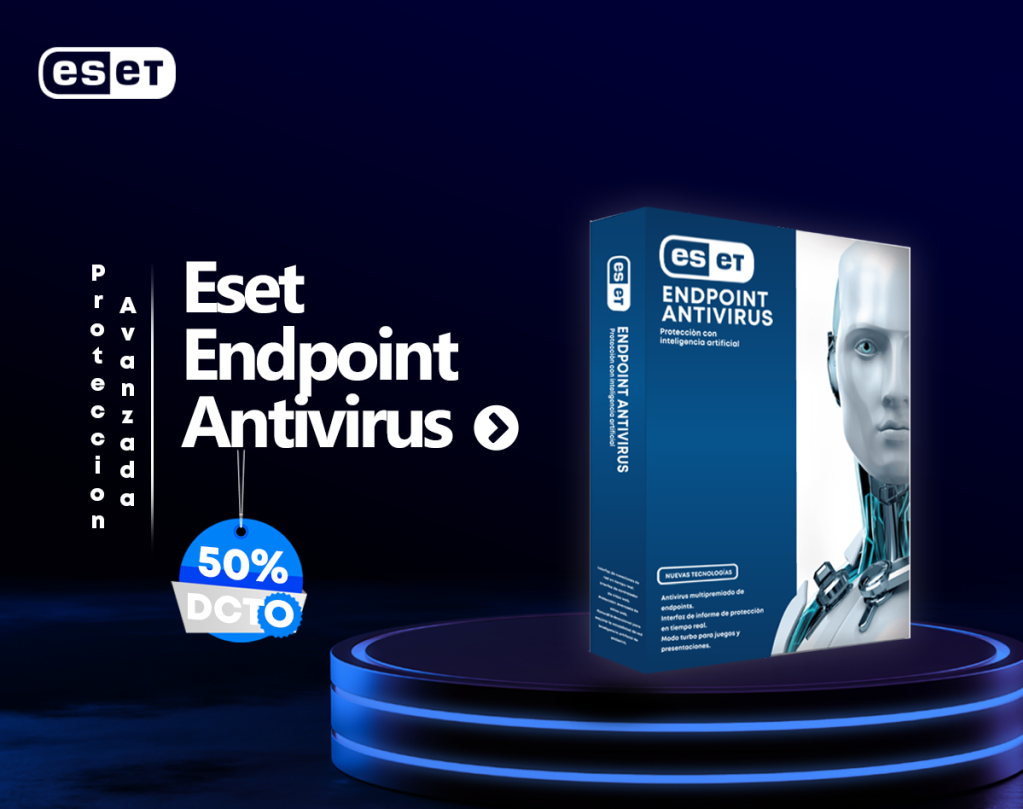 eset
Proteccion
Avanzada
Eset
Endpoint
Antivirus
50%
DCTO
eset
ENDPOINT ANTIVIRUS
Protección con inteligencia artificial
eset
ENDPOINT
ANTIVIRUS
Protección con
inteligencia artificial
NUEVAS TECNOLOGÍAS
Antivirus multipremiado de
endpoints.
Interfaz de informe de protección
en tiempo real.
Modo turbo para juegos y
presentaciones.